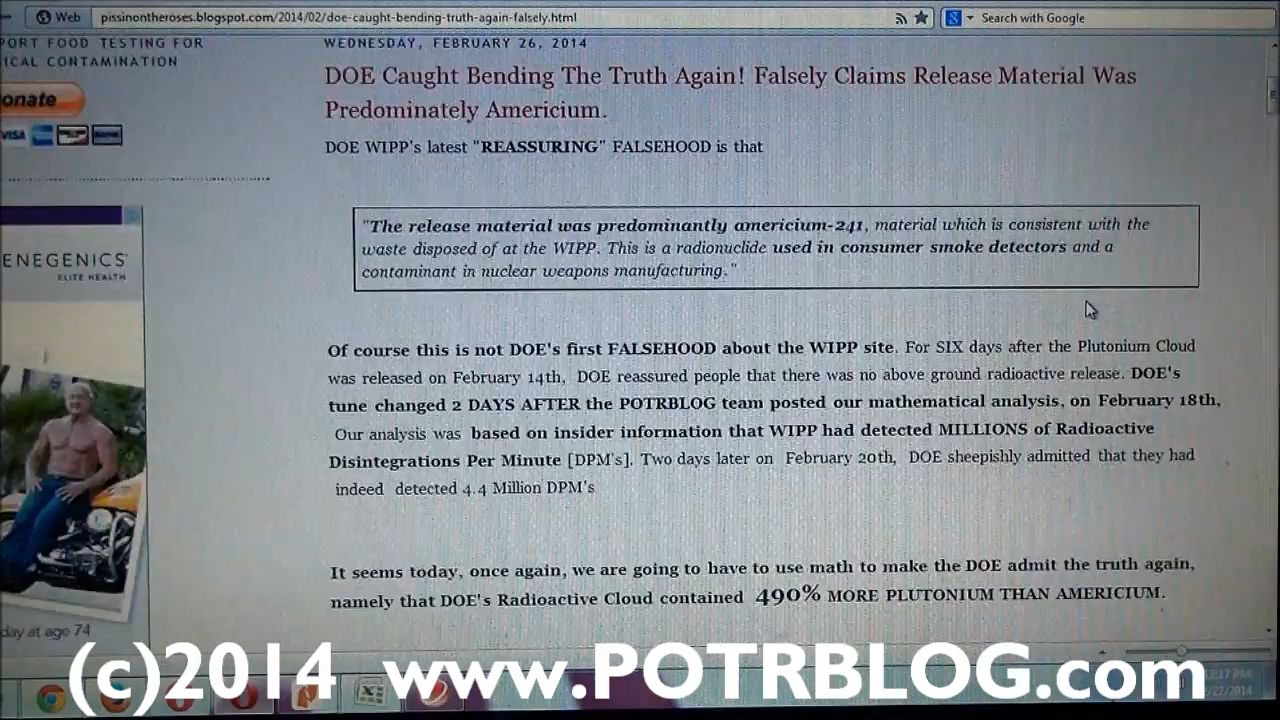 Web pissinontheroses.blogspot.com/2014/02/doe-caught-bending-truth-again-falsely.html Search with Google
PORT FOOD TESTING FOR
ICAL CONTAMINATION
onate
VISA
ENEGENICS
ELITE HEALTH
day at age 74
WEDNESDAY, FEBRUARY 26, 2014
DOE Caught Bending The Truth Again! Falsely Claims Release Material Was
Predominately Americium.
DOE WIPP's latest "REASSURING" FALSEHOOD is that
"The release material was predominantly americium-241, material which is consistent with the
waste disposed of at the WIPP. This is a radionuclide used in consumer smoke detectors and a
contaminant in nuclear weapons manufacturing."
Of course this is not DOE's first FALSEHOOD about the WIPP site. For SIX days after the Plutonium Cloud
was released on February 14th, DOE reassured people that there was no above ground radioactive release. DOE's
tune changed 2 DAYS AFTER the POTRBLOG team posted our mathematical analysis, on February 18th,
Our analysis was based on insider information that WIPP had detected MILLIONS of Radioactive
Disintegrations Per Minute [DPM's]. Two days later on February 20th, DOE sheepishly admitted that they had
indeed detected 4.4 Million DPM's
It seems today, once again, we are going to have to use math to make the DOE admit the truth again,
namely that DOE's Radioactive Cloud contained 490% MORE PLUTONIUM THAN AMERICIUM.
(c)2014 www.POTRBLOG.com